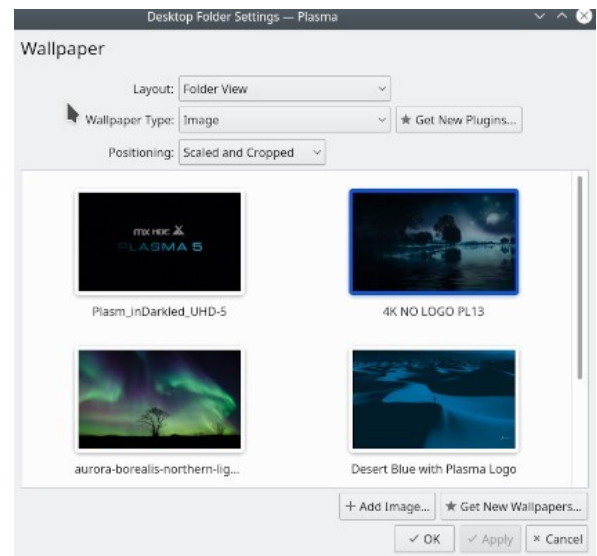 Desktop Folder Settings — Plasma
Wallpaper
Layout: Folder View
Wallpaper Type: Image ★ Get New Plugins...
Positioning: Scaled and Cropped
PLASMA 5
Plasm_inDarkled_UHD-5 4K NO LOGO PL13
aurora-borealis-northern-lig... Desert Blue with Plasma Logo
+ Add Image... ★ Get New Wallpapers...
✓ OK ✓ Apply × Cancel